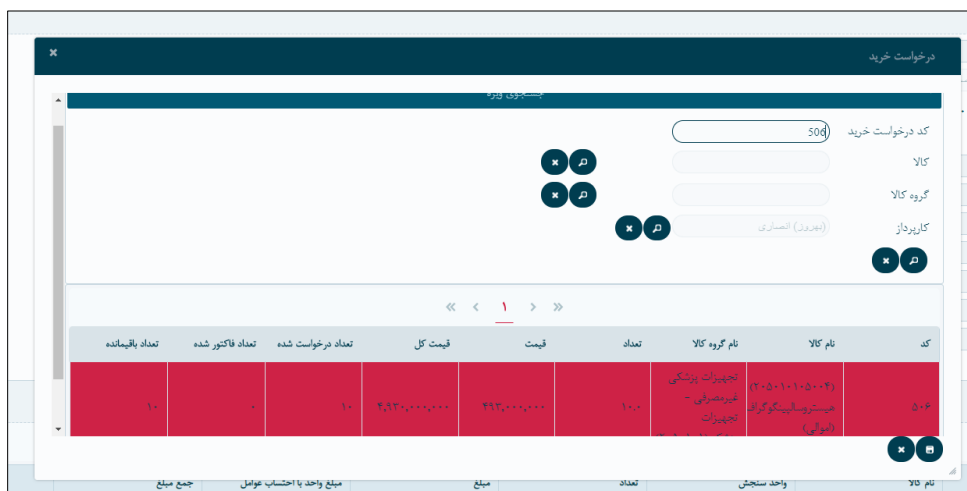 درخواست خرید
جستجوی ویژه
کد درخواست خرید 506
کالا
گروه کالا
کارپرداز (بهروز) انصاری
۱
کد نام کالا نام گروه کالا تعداد قیمت قیمت کل تعداد درخواست شده تعداد فاکتور شده تعداد باقیمانده
۵۰۶ (۲۰۵۰۱۰۱۰۵۰۰۴) هیستروسالپینگوگراف (اموالی) تجهیزات پزشکی غیرمصرفی - تجهیزات ۱۰.۰ ۴۹۳,۰۰۰,۰۰۰ ۴,۹۳۰,۰۰۰,۰۰۰ ۱۰ ۰ ۱۰
نام کالا واحد سنجش تعداد مبلغ مبلغ واحد با احتساب عوامل جمع مبلغ